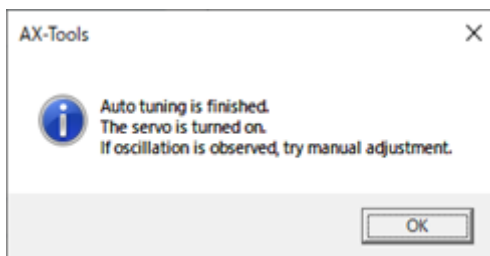 AX-Tools
Auto tuning is finished.
The servo is turned on.
If oscillation is observed, try manual adjustment.
OK